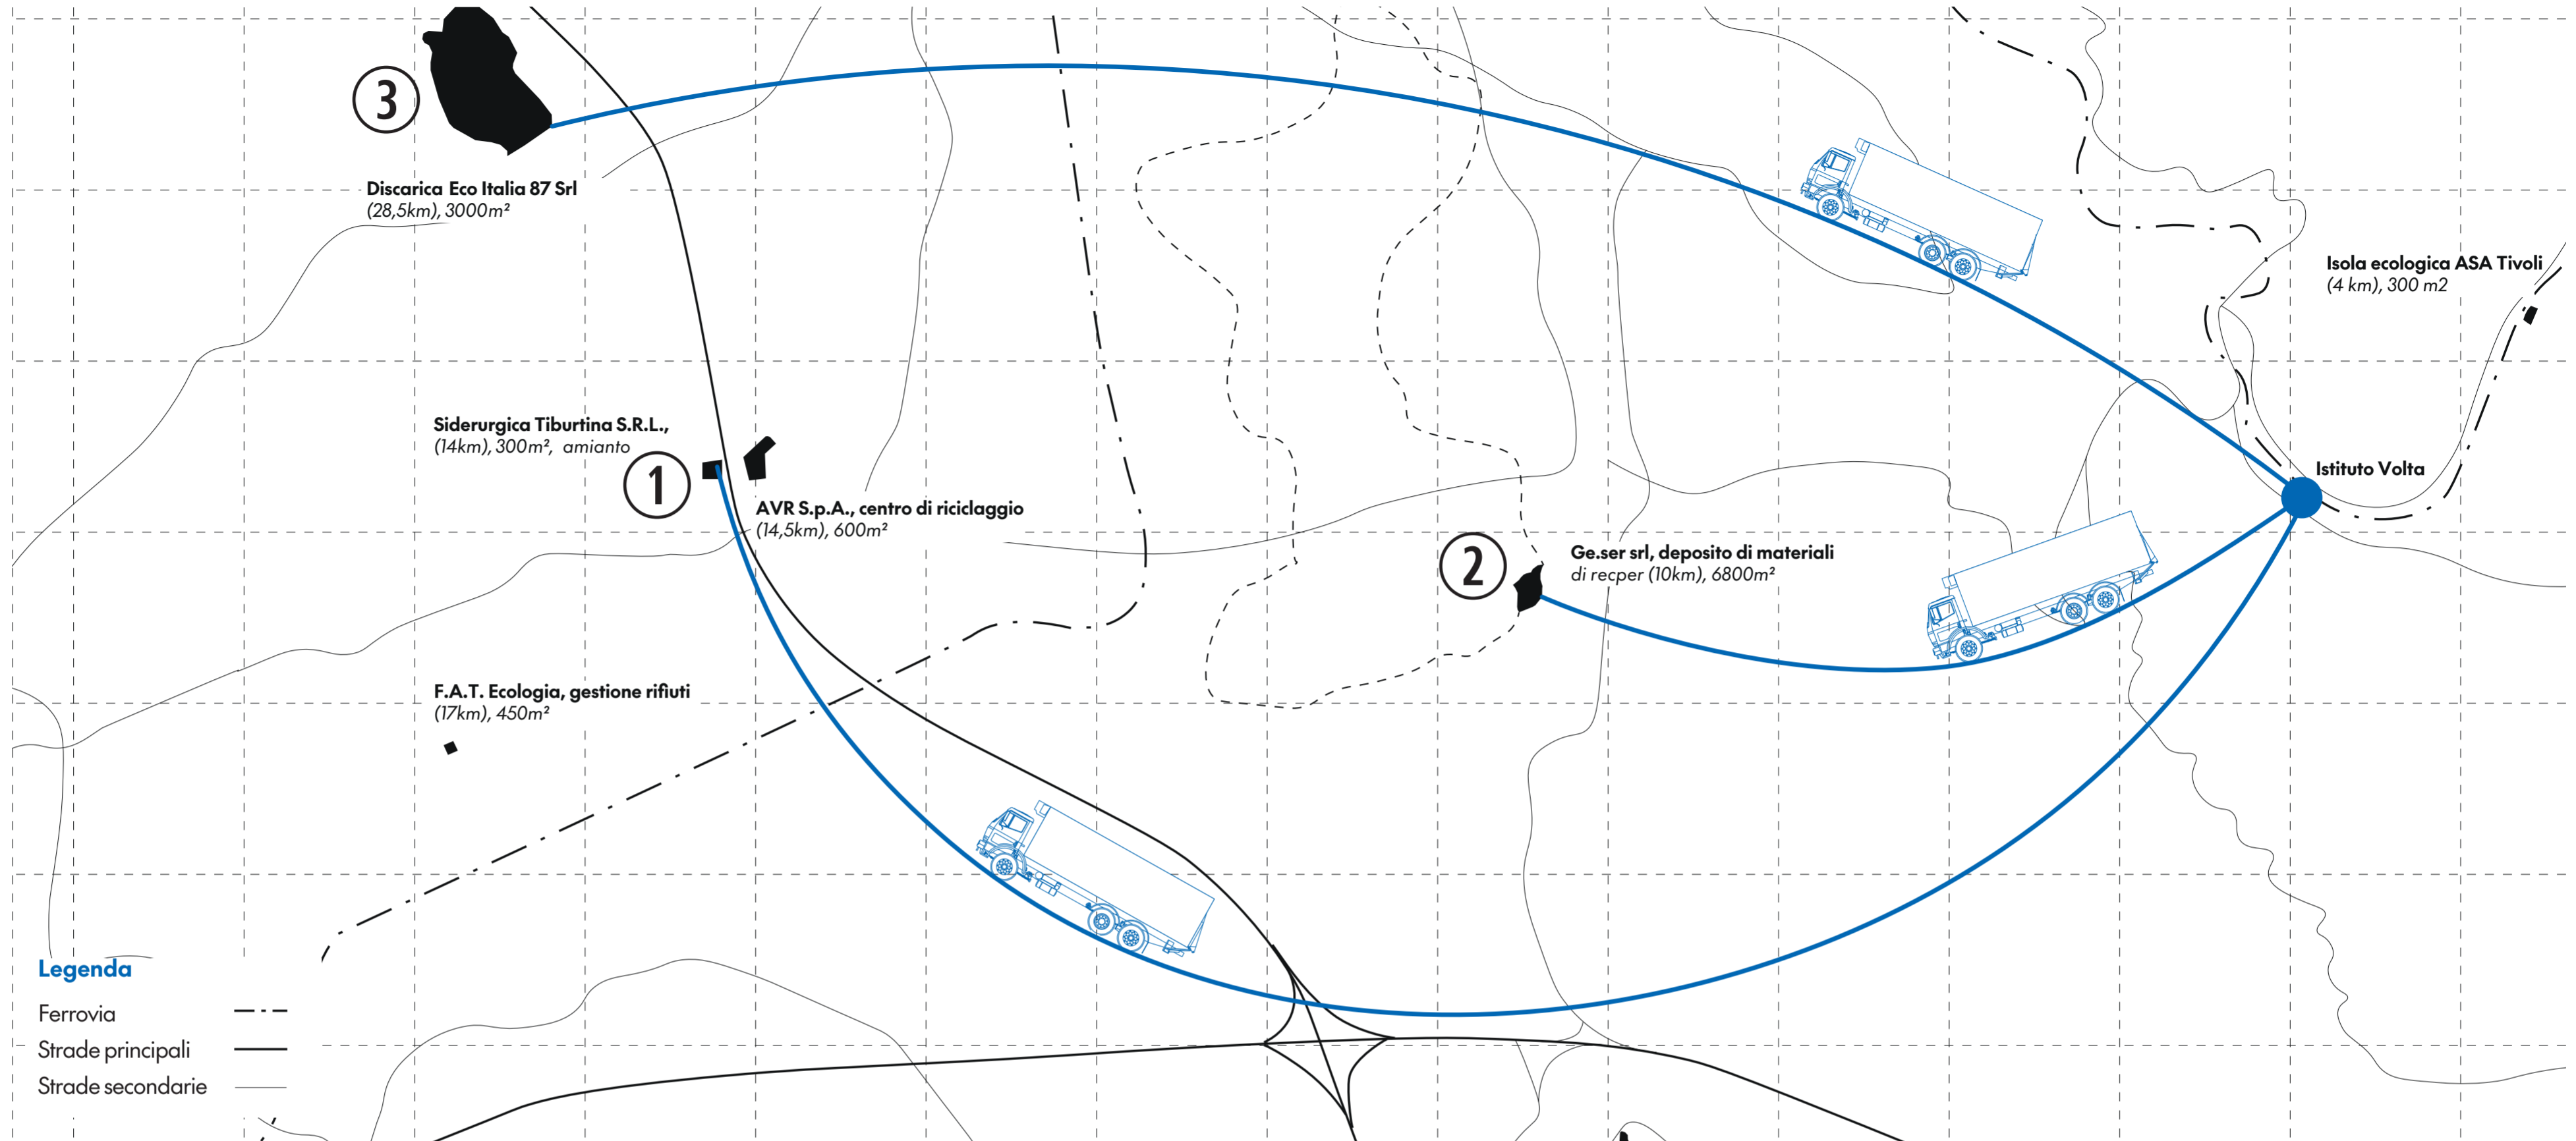 3
Discarica Eco Italia 87 Srl
(28,5km), 3000m²
Isola ecologica ASA Tivoli
(4 km), 300 m2
Siderurgica Tiburtina S.R.L.,
(14km), 300m², amianto
1
AVR S.p.A., centro di riciclaggio
(14,5km), 600m²
Istituto Volta
2
Ge.ser srl, deposito di materiali
di recper (10km), 6800m²
F.A.T. Ecologia, gestione rifiuti
(17km), 450m²
Legenda
Ferrovia
Strade principali
Strade secondarie